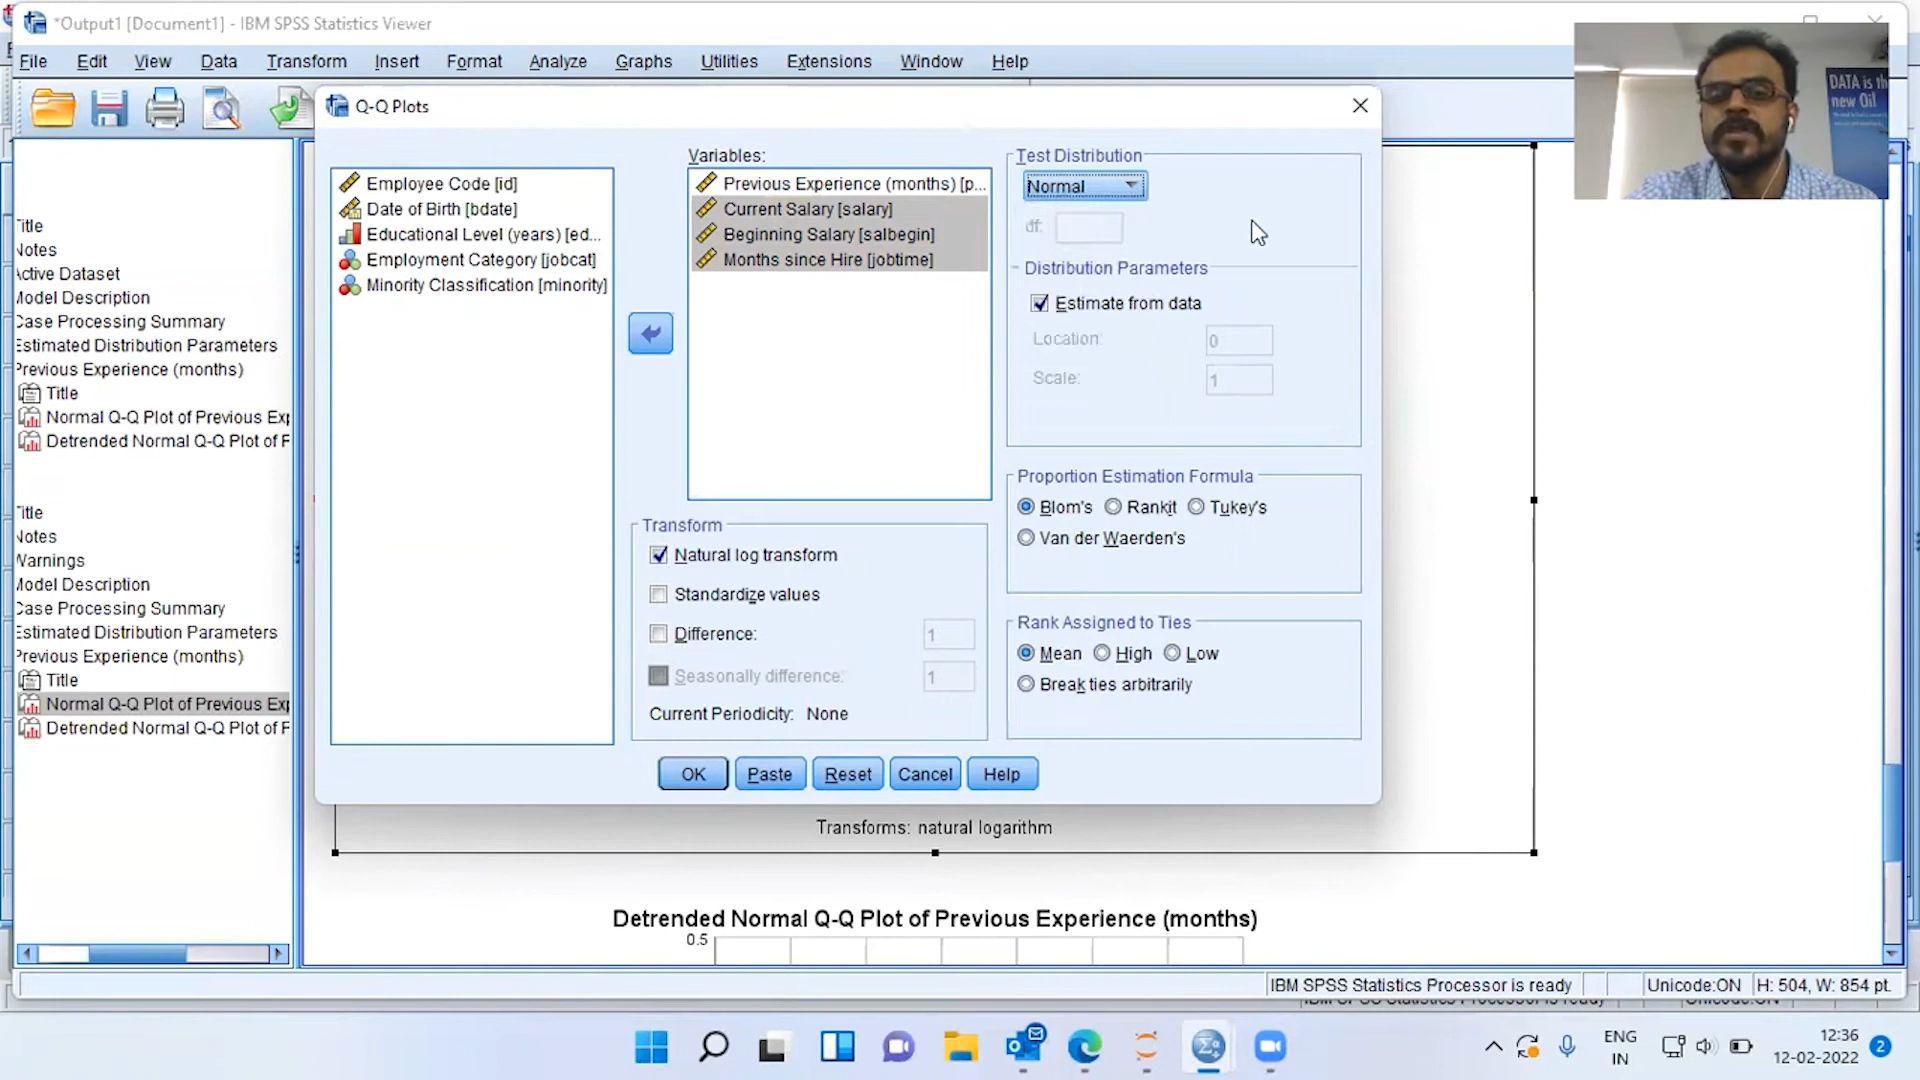 *Output1 [Document1] - IBM SPSS Statistics Viewer
File Edit View Data Transform Insert Format Analyze Graphs Utilities Extensions Window Help
DATA is the
new Oil
Q-Q Plots
Title
Notes
Active Dataset
Model Description
Case Processing Summary
Estimated Distribution Parameters
Previous Experience (months)
Title
Normal Q-Q Plot of Previous Exp
Detrended Normal Q-Q Plot of F
Title
Notes
Warnings
Model Description
Case Processing Summary
Estimated Distribution Parameters
Previous Experience (months)
Title
Normal Q-Q Plot of Previous Exp
Detrended Normal Q-Q Plot of F
Employee Code [id]
Date of Birth [bdate]
Educational Level (years) [ed...
Employment Category [jobcat]
Minority Classification [minority]
Variables:
Previous Experience (months) [p...
Current Salary [salary]
Beginning Salary [salbegin]
Months since Hire [jobtime]
Transform
Natural log transform
Standardize values
Difference: 1
Seasonally difference: 1
Current Periodicity: None
Test Distribution
Normal
df:
Distribution Parameters
Estimate from data
Location: 0
Scale: 1
Proportion Estimation Formula
Blom's Rankit Tukey's
Van der Waerden's
Rank Assigned to Ties
Mean High Low
Break ties arbitrarily
OK Paste Reset Cancel Help
Transforms: natural logarithm
Detrended Normal Q-Q Plot of Previous Experience (months)
0.5
IBM SPSS Statistics Processor is ready Unicode:ON H: 504, W: 854 pt.
ENG
IN
12:36
12-02-2022
2